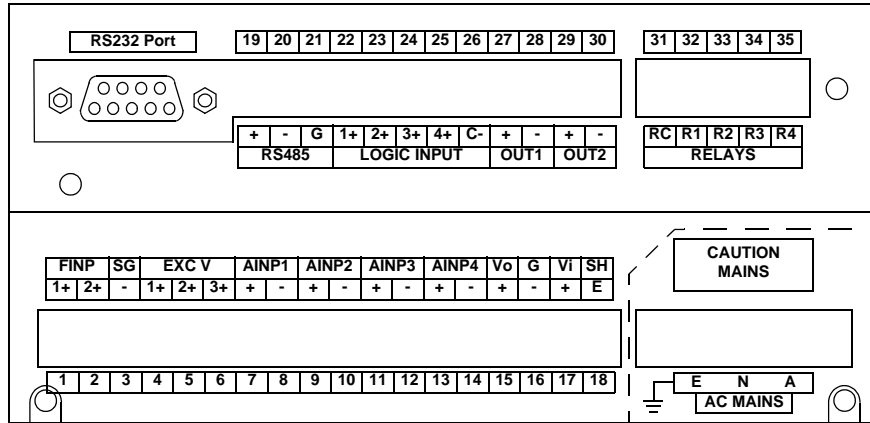 RS232 Port
19 20 21 22 23 24 25 26 27 28 29 30
31 32 33 34 35
+ - G 1+ 2+ 3+ 4+ C- + - + -
RC R1 R2 R3 R4
RS485 LOGIC INPUT OUT1 OUT2
RELAYS
CAUTION
MAINS
FINP SG EXC V AINP1 AINP2 AINP3 AINP4 Vo G Vi SH
1+ 2+ - 1+ 2+ 3+ + - + - + - + - + - + E
1 2 3 4 5 6 7 8 9 10 11 12 13 14 15 16 17 18
E N A
AC MAINS